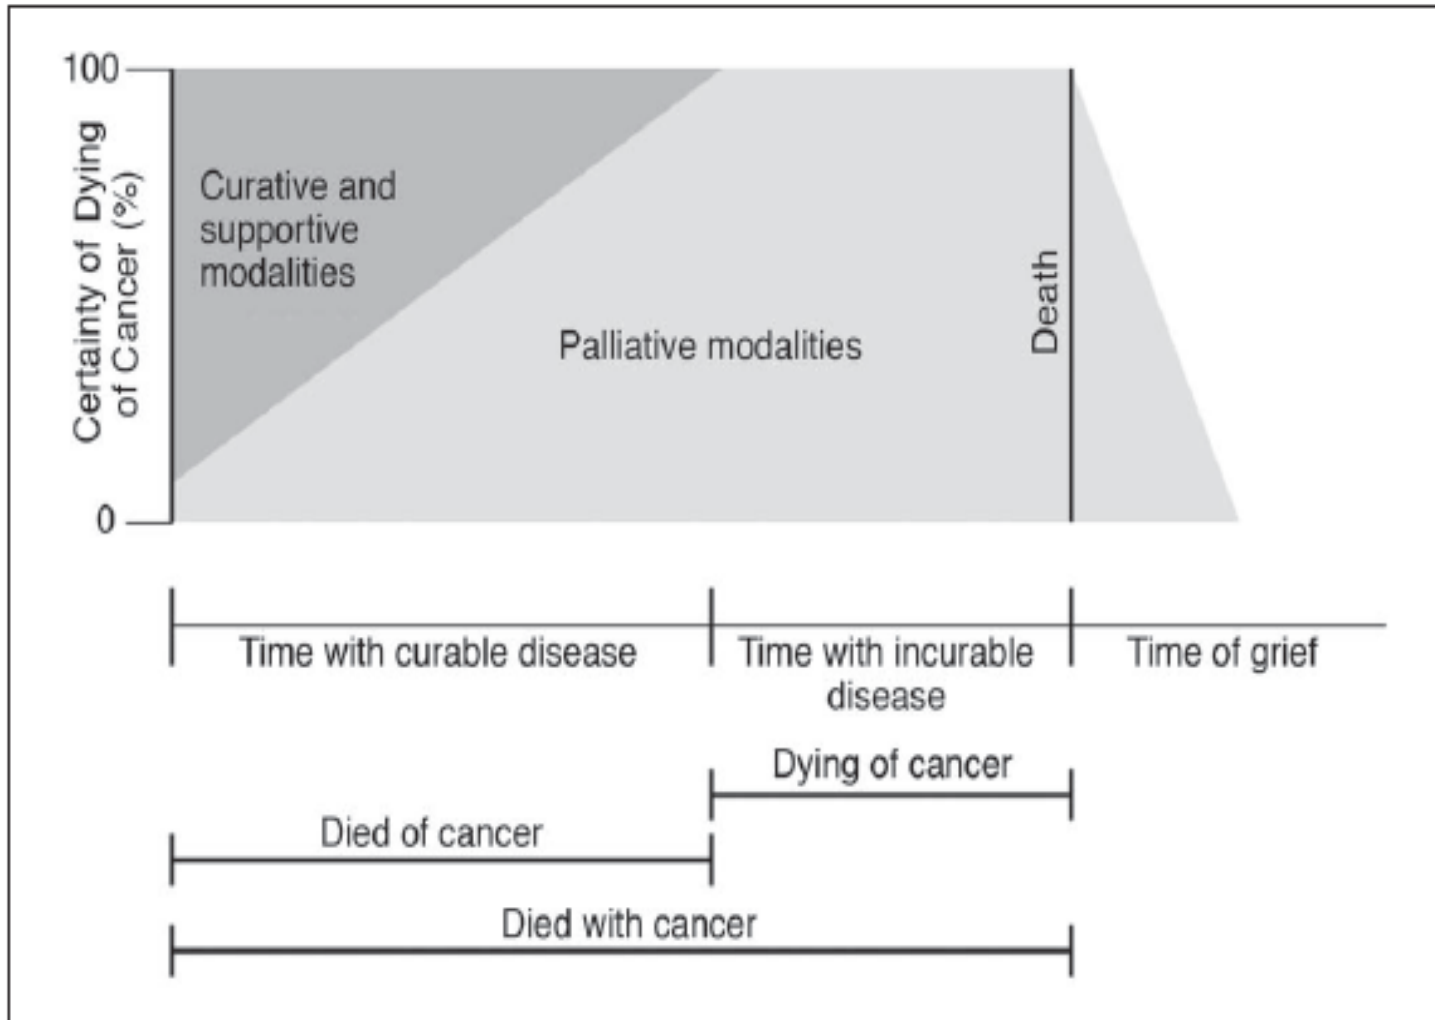 100
Certainty of Dying
of Cancer (%)
0
Curative and
supportive
modalities
Palliative modalities
Death
Time with curable disease
Time with incurable
disease
Time of grief
Dying of cancer
Died of cancer
Died with cancer